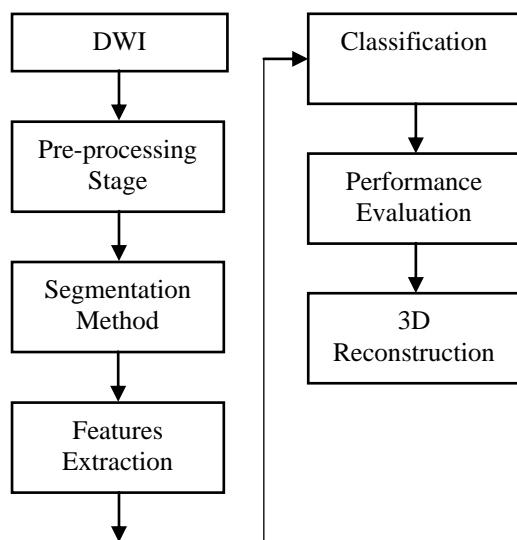 DWI
Pre-processing
Stage
Segmentation
Method
Features
Extraction
Classification
Performance
Evaluation
3D
Reconstruction